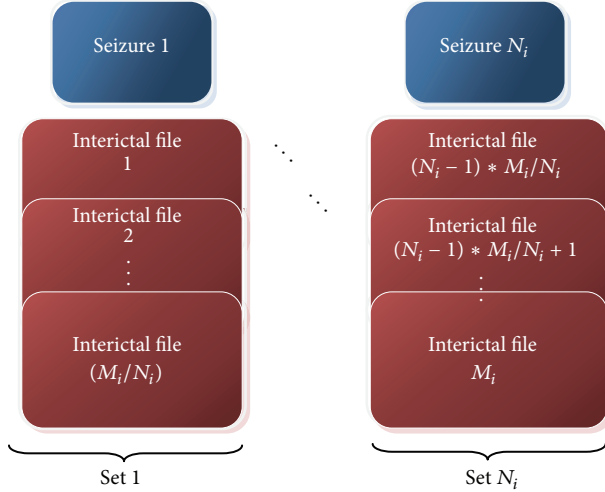 Seizure 1
Interictal file
1
Interictal file
2
⋮
Interictal file
(M_i/N_i)
Set 1
⋱
Seizure N_i
Interictal file
(N_i − 1) ∗ M_i/N_i
Interictal file
(N_i − 1) ∗ M_i/N_i + 1
⋮
Interictal file
M_i
Set N_i